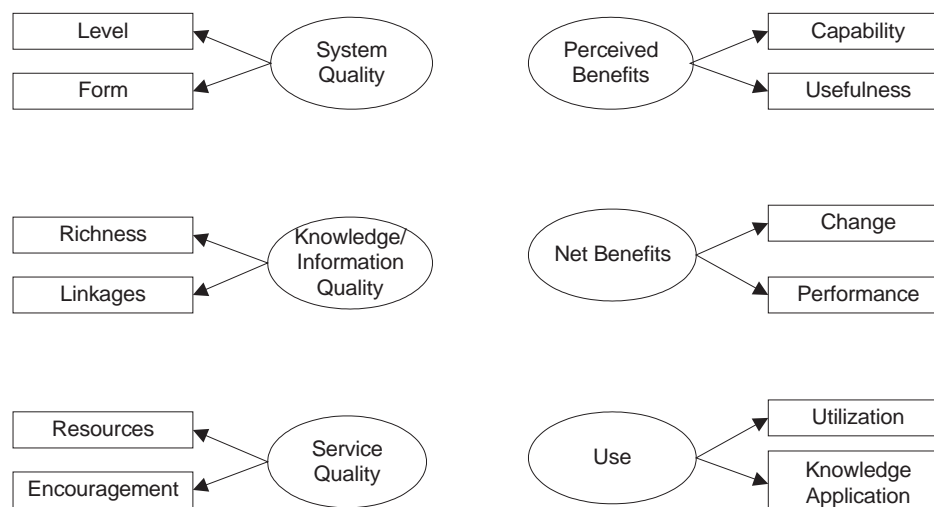 Level
Form
System
Quality
Perceived
Benefits
Capability
Usefulness
Richness
Linkages
Knowledge/
Information
Quality
Net Benefits
Change
Performance
Resources
Encouragement
Service
Quality
Use
Utilization
Knowledge
Application